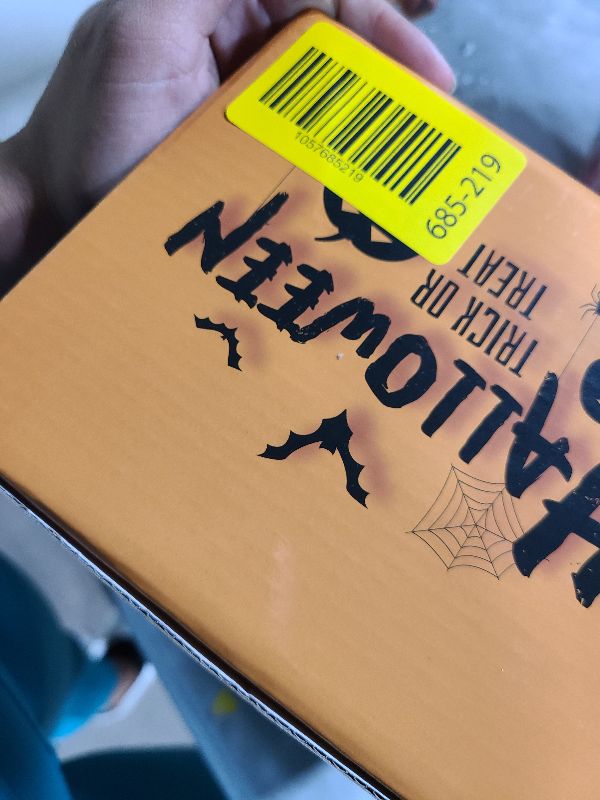 1057685219
685-219
HALLOWEEN
TRICK OR
TREAT